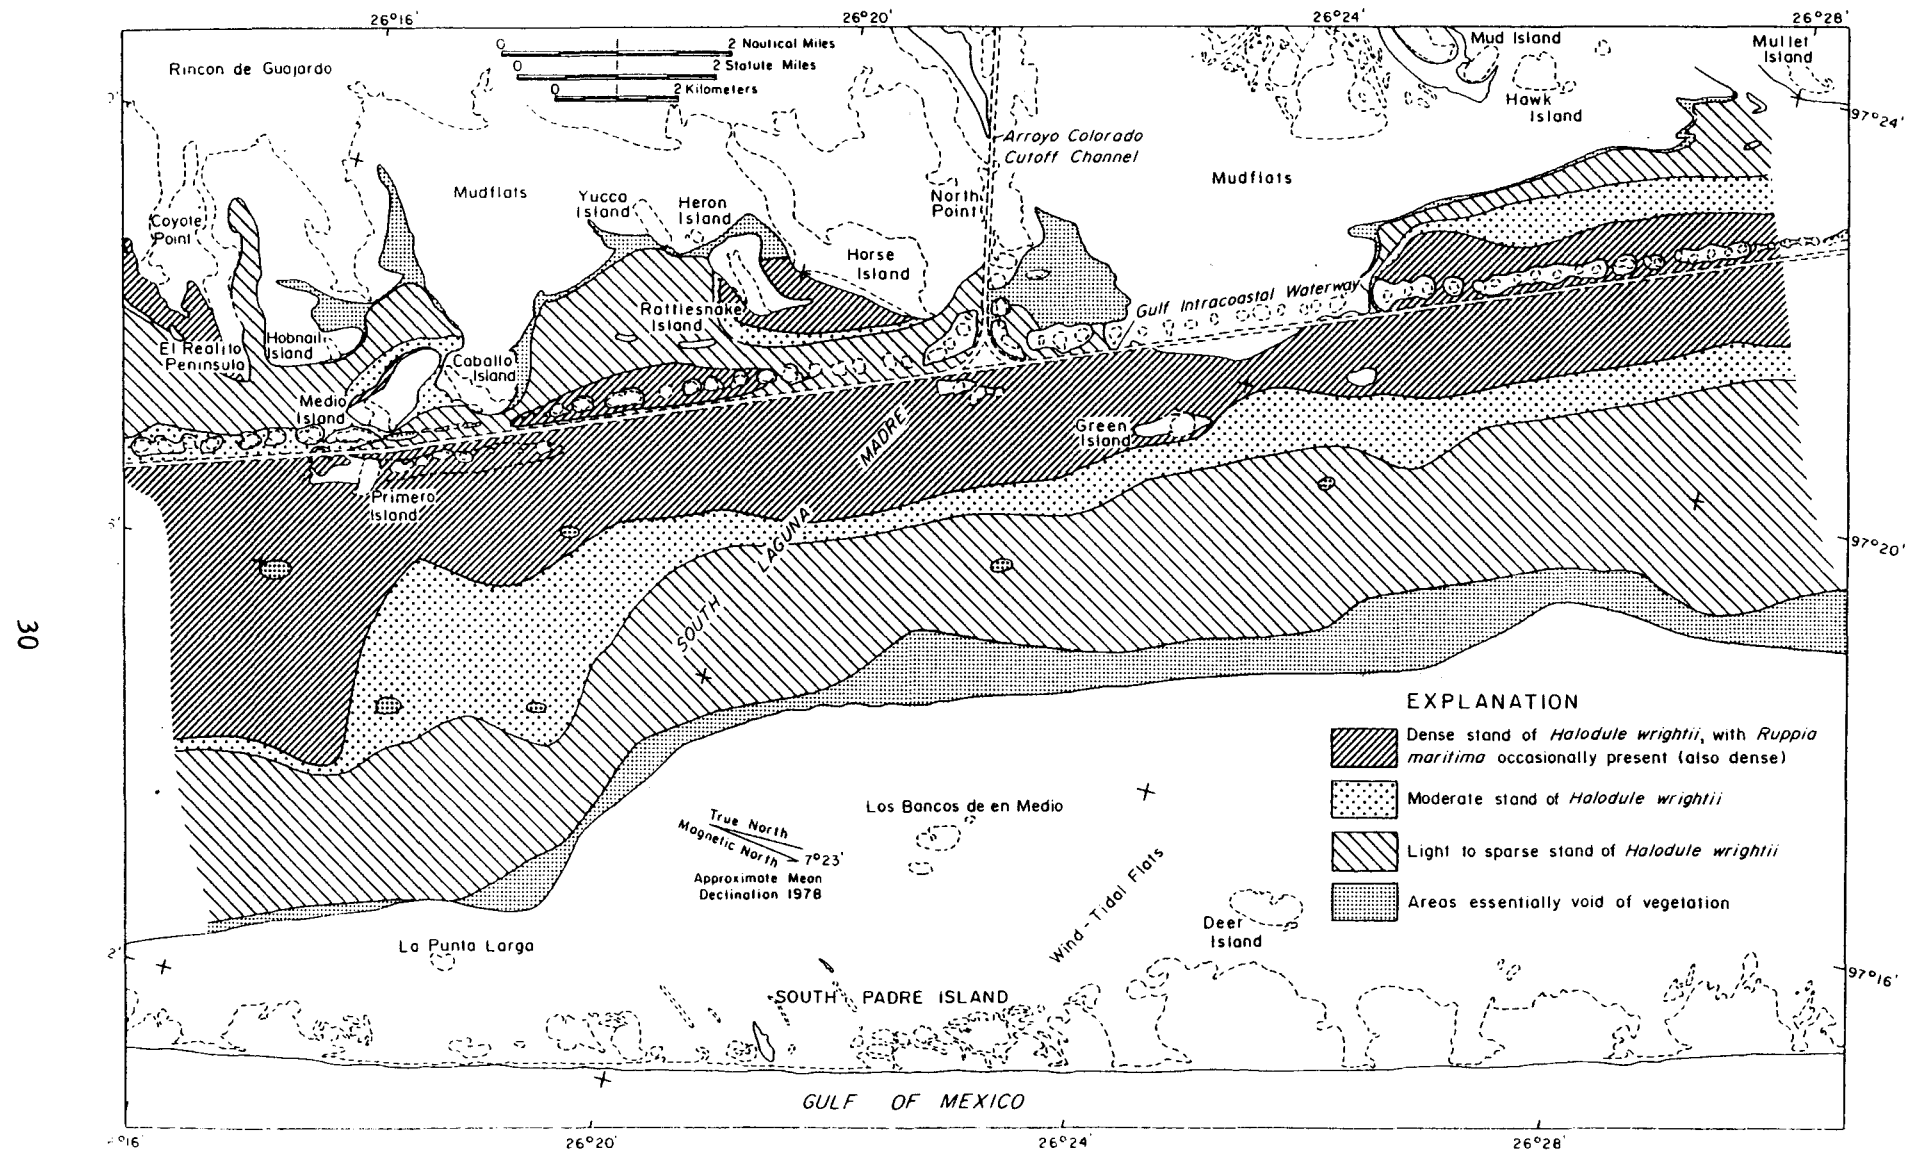 26°16'
26°20'
26°24'
26°28'
0 1 2 Nautical Miles
0 1 2 Statute Miles
0 1 2 Kilometers
Rincon de Guajardo
Mud Island
Mullet
Island
Hawk
Island
97°24'
Arroyo Colorado
Cutoff Channel
Mudflats
Mudflats
Yucca
Island
Heron
Island
North
Point
Coyote
Point
Horse
Island
Rattlesnake
Island
Gulf Intracoastal Waterway
El Realito
Peninsula
Hobnail
Island
Caballo
Island
Medio
Island
Green
Island
Primero
Island
SOUTH LAGUNA MADRE
6'
97°20'
30
EXPLANATION
Dense stand of Halodule wrightii, with Ruppia
maritima occasionally present (also dense)
Moderate stand of Halodule wrightii
Light to sparse stand of Halodule wrightii
Areas essentially void of vegetation
True North
Magnetic North
7°23'
Approximate Mean
Declination 1978
Los Bancos de en Medio
Wind-Tidal Flats
Deer
Island
La Punta Larga
2'
97°16'
SOUTH PADRE ISLAND
GULF OF MEXICO
°16'
26°20'
26°24'
26°28'